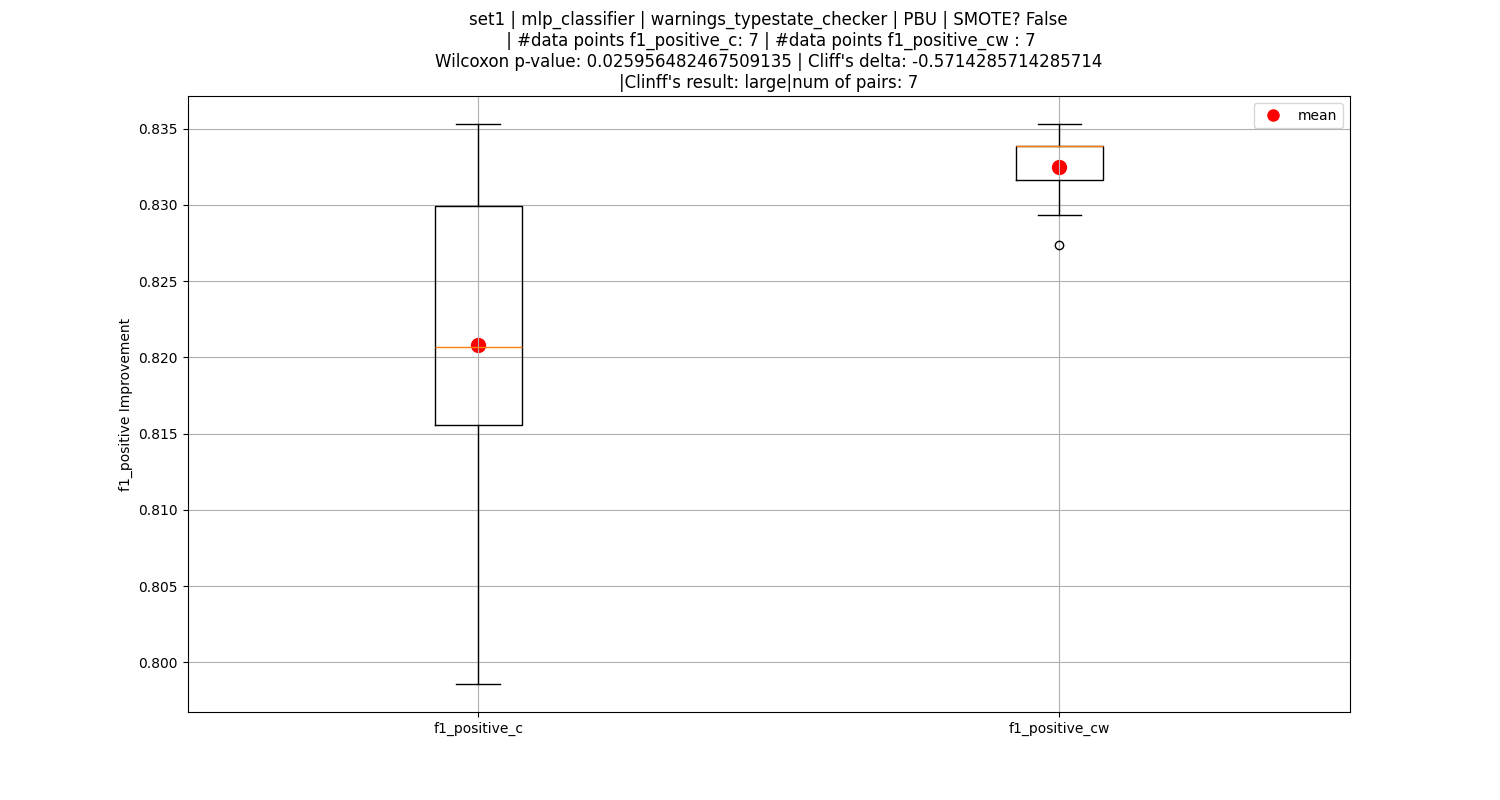 set1 | mlp_classifier | warnings_typestate_checker | PBU | SMOTE? False
| #data points f1_positive_c: 7 | #data points f1_positive_cw : 7
Wilcoxon p-value: 0.025956482467509135 | Cliff's delta: -0.5714285714285714
|Clinff's result: large|num of pairs: 7
mean
0.835
0.830
0.825
0.820
0.815
0.810
0.805
0.800
f1_positive Improvement
f1_positive_c
f1_positive_cw